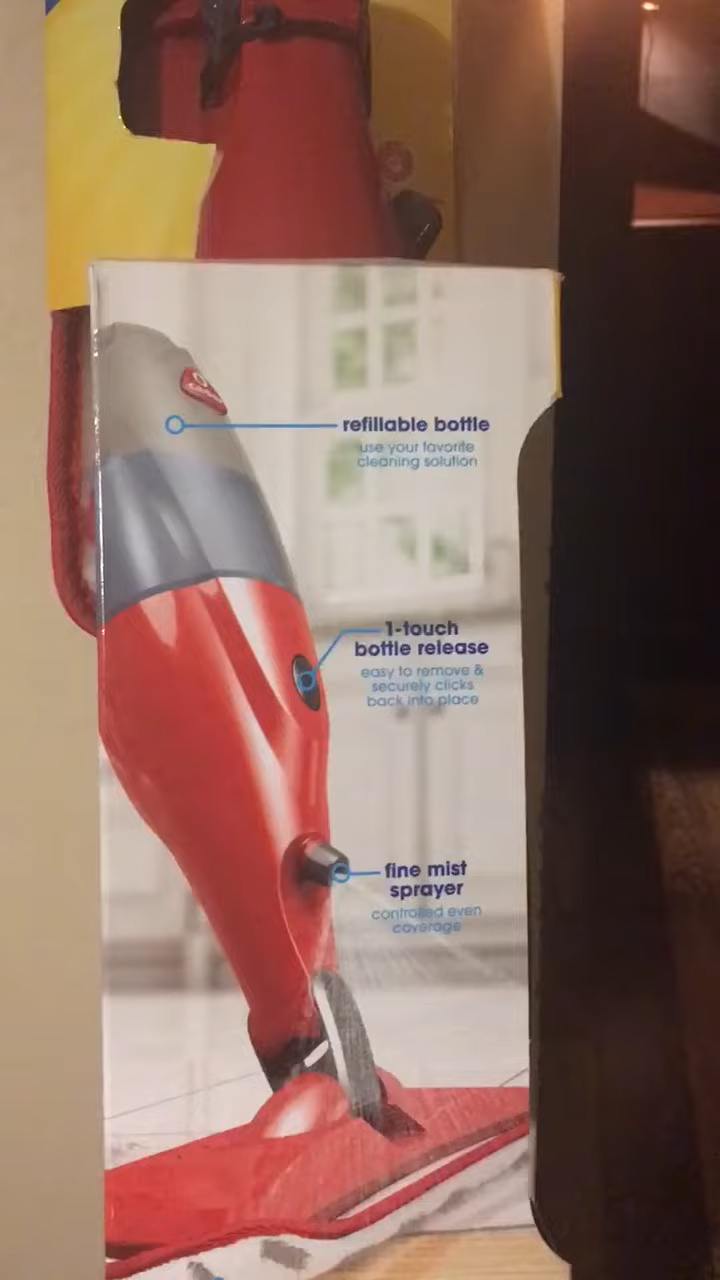 refillable bottle
use your favorite
cleaning solution
1-touch
bottle release
easy to remove &
securely clicks
back into place
fine mist
sprayer
controlled even
coverage